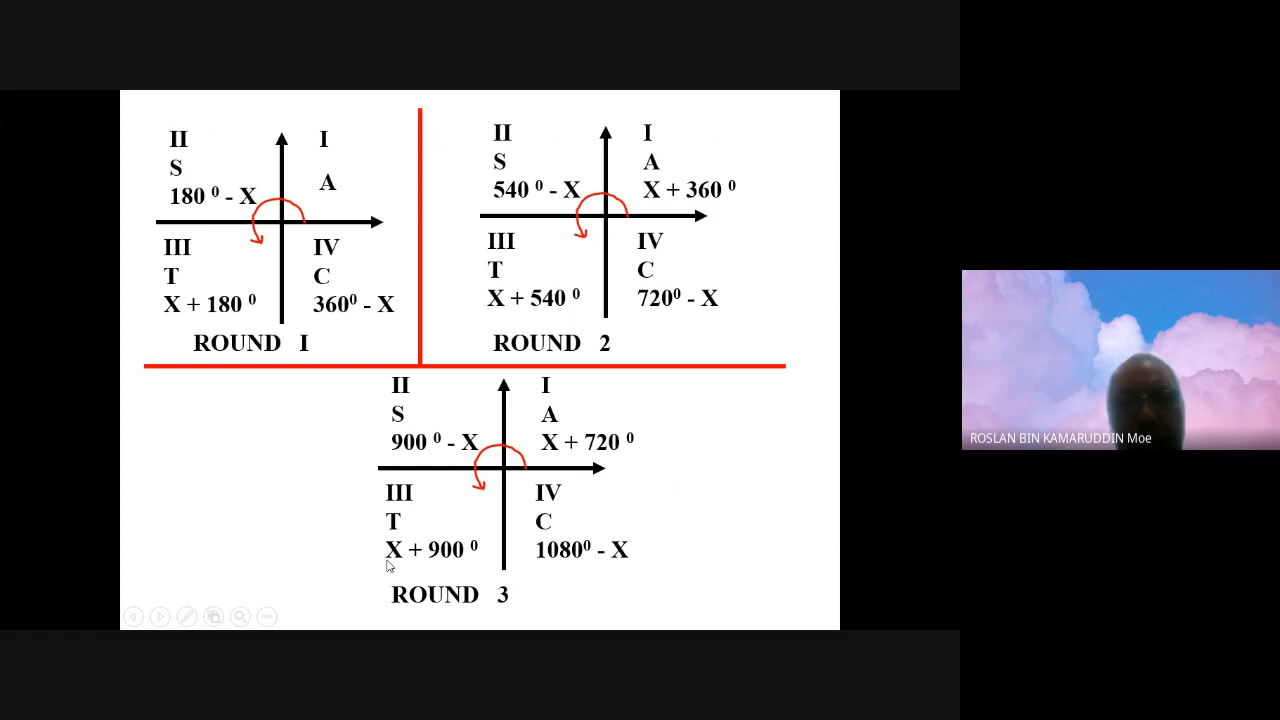 II
I
S
A
180 ⁰ - X
III
IV
T
C
X + 180 ⁰
360⁰ - X
ROUND I
II
I
S
A
540 ⁰ - X
X + 360 ⁰
III
IV
T
C
X + 540 ⁰
720⁰ - X
ROUND 2
II
I
S
A
900 ⁰ - X
X + 720 ⁰
III
IV
T
C
X + 900 ⁰
1080⁰ - X
ROUND 3
ROSLAN BIN KAMARUDDIN Moe